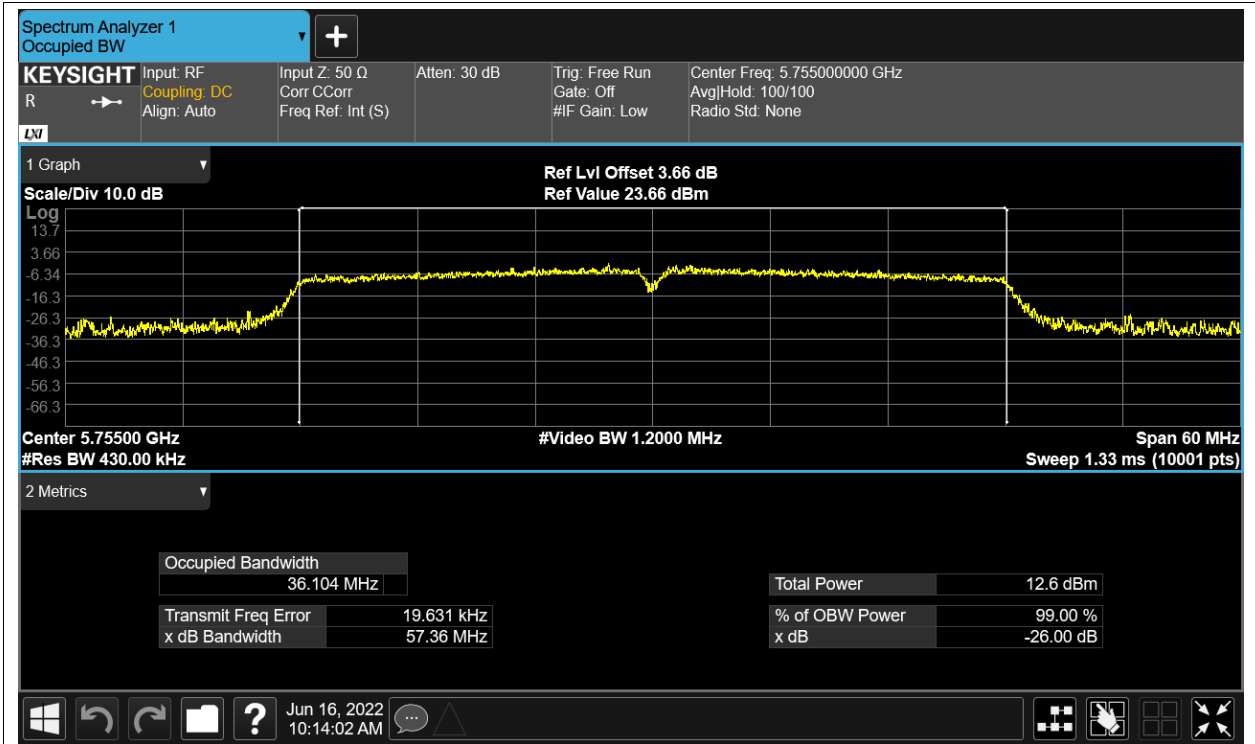 Spectrum Analyzer 1
Occupied BW
KEYSIGHT
R
LXI
Input: RF
Coupling: DC
Align: Auto
Input Z: 50 Ω
Corr CCorr
Freq Ref: Int (S)
Atten: 30 dB
Trig: Free Run
Gate: Off
#IF Gain: Low
Center Freq: 5.755000000 GHz
Avg|Hold: 100/100
Radio Std: None
1 Graph
Scale/Div 10.0 dB
Ref Lvl Offset 3.66 dB
Ref Value 23.66 dBm
Log
13.7
3.66
-6.34
-16.3
-26.3
-36.3
-46.3
-56.3
-66.3
Center 5.75500 GHz
#Video BW 1.2000 MHz
Span 60 MHz
#Res BW 430.00 kHz
Sweep 1.33 ms (10001 pts)
2 Metrics
Occupied Bandwidth
36.104 MHz
Transmit Freq Error 19.631 kHz
x dB Bandwidth 57.36 MHz
Total Power 12.6 dBm
% of OBW Power 99.00 %
x dB -26.00 dB
?
Jun 16, 2022
10:14:02 AM